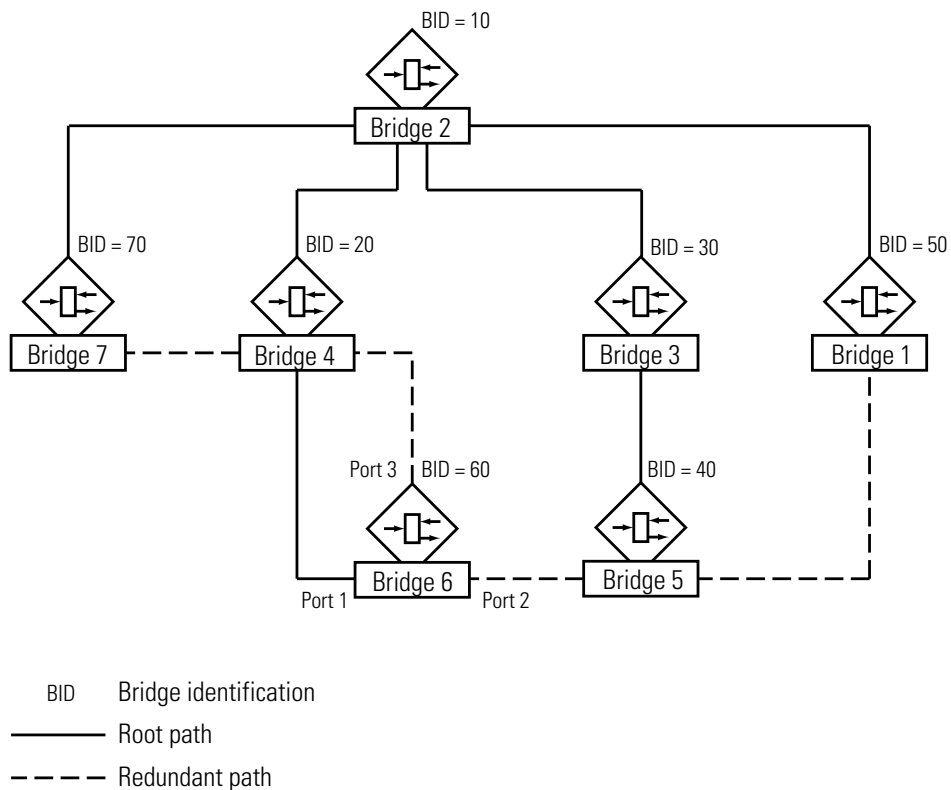 BID = 10
Bridge 2
BID = 70
BID = 20
BID = 30
BID = 50
Bridge 7
Bridge 4
Bridge 3
Bridge 1
Port 3
BID = 60
BID = 40
Bridge 6
Bridge 5
Port 1
Port 2
BID Bridge identification
Root path
Redundant path